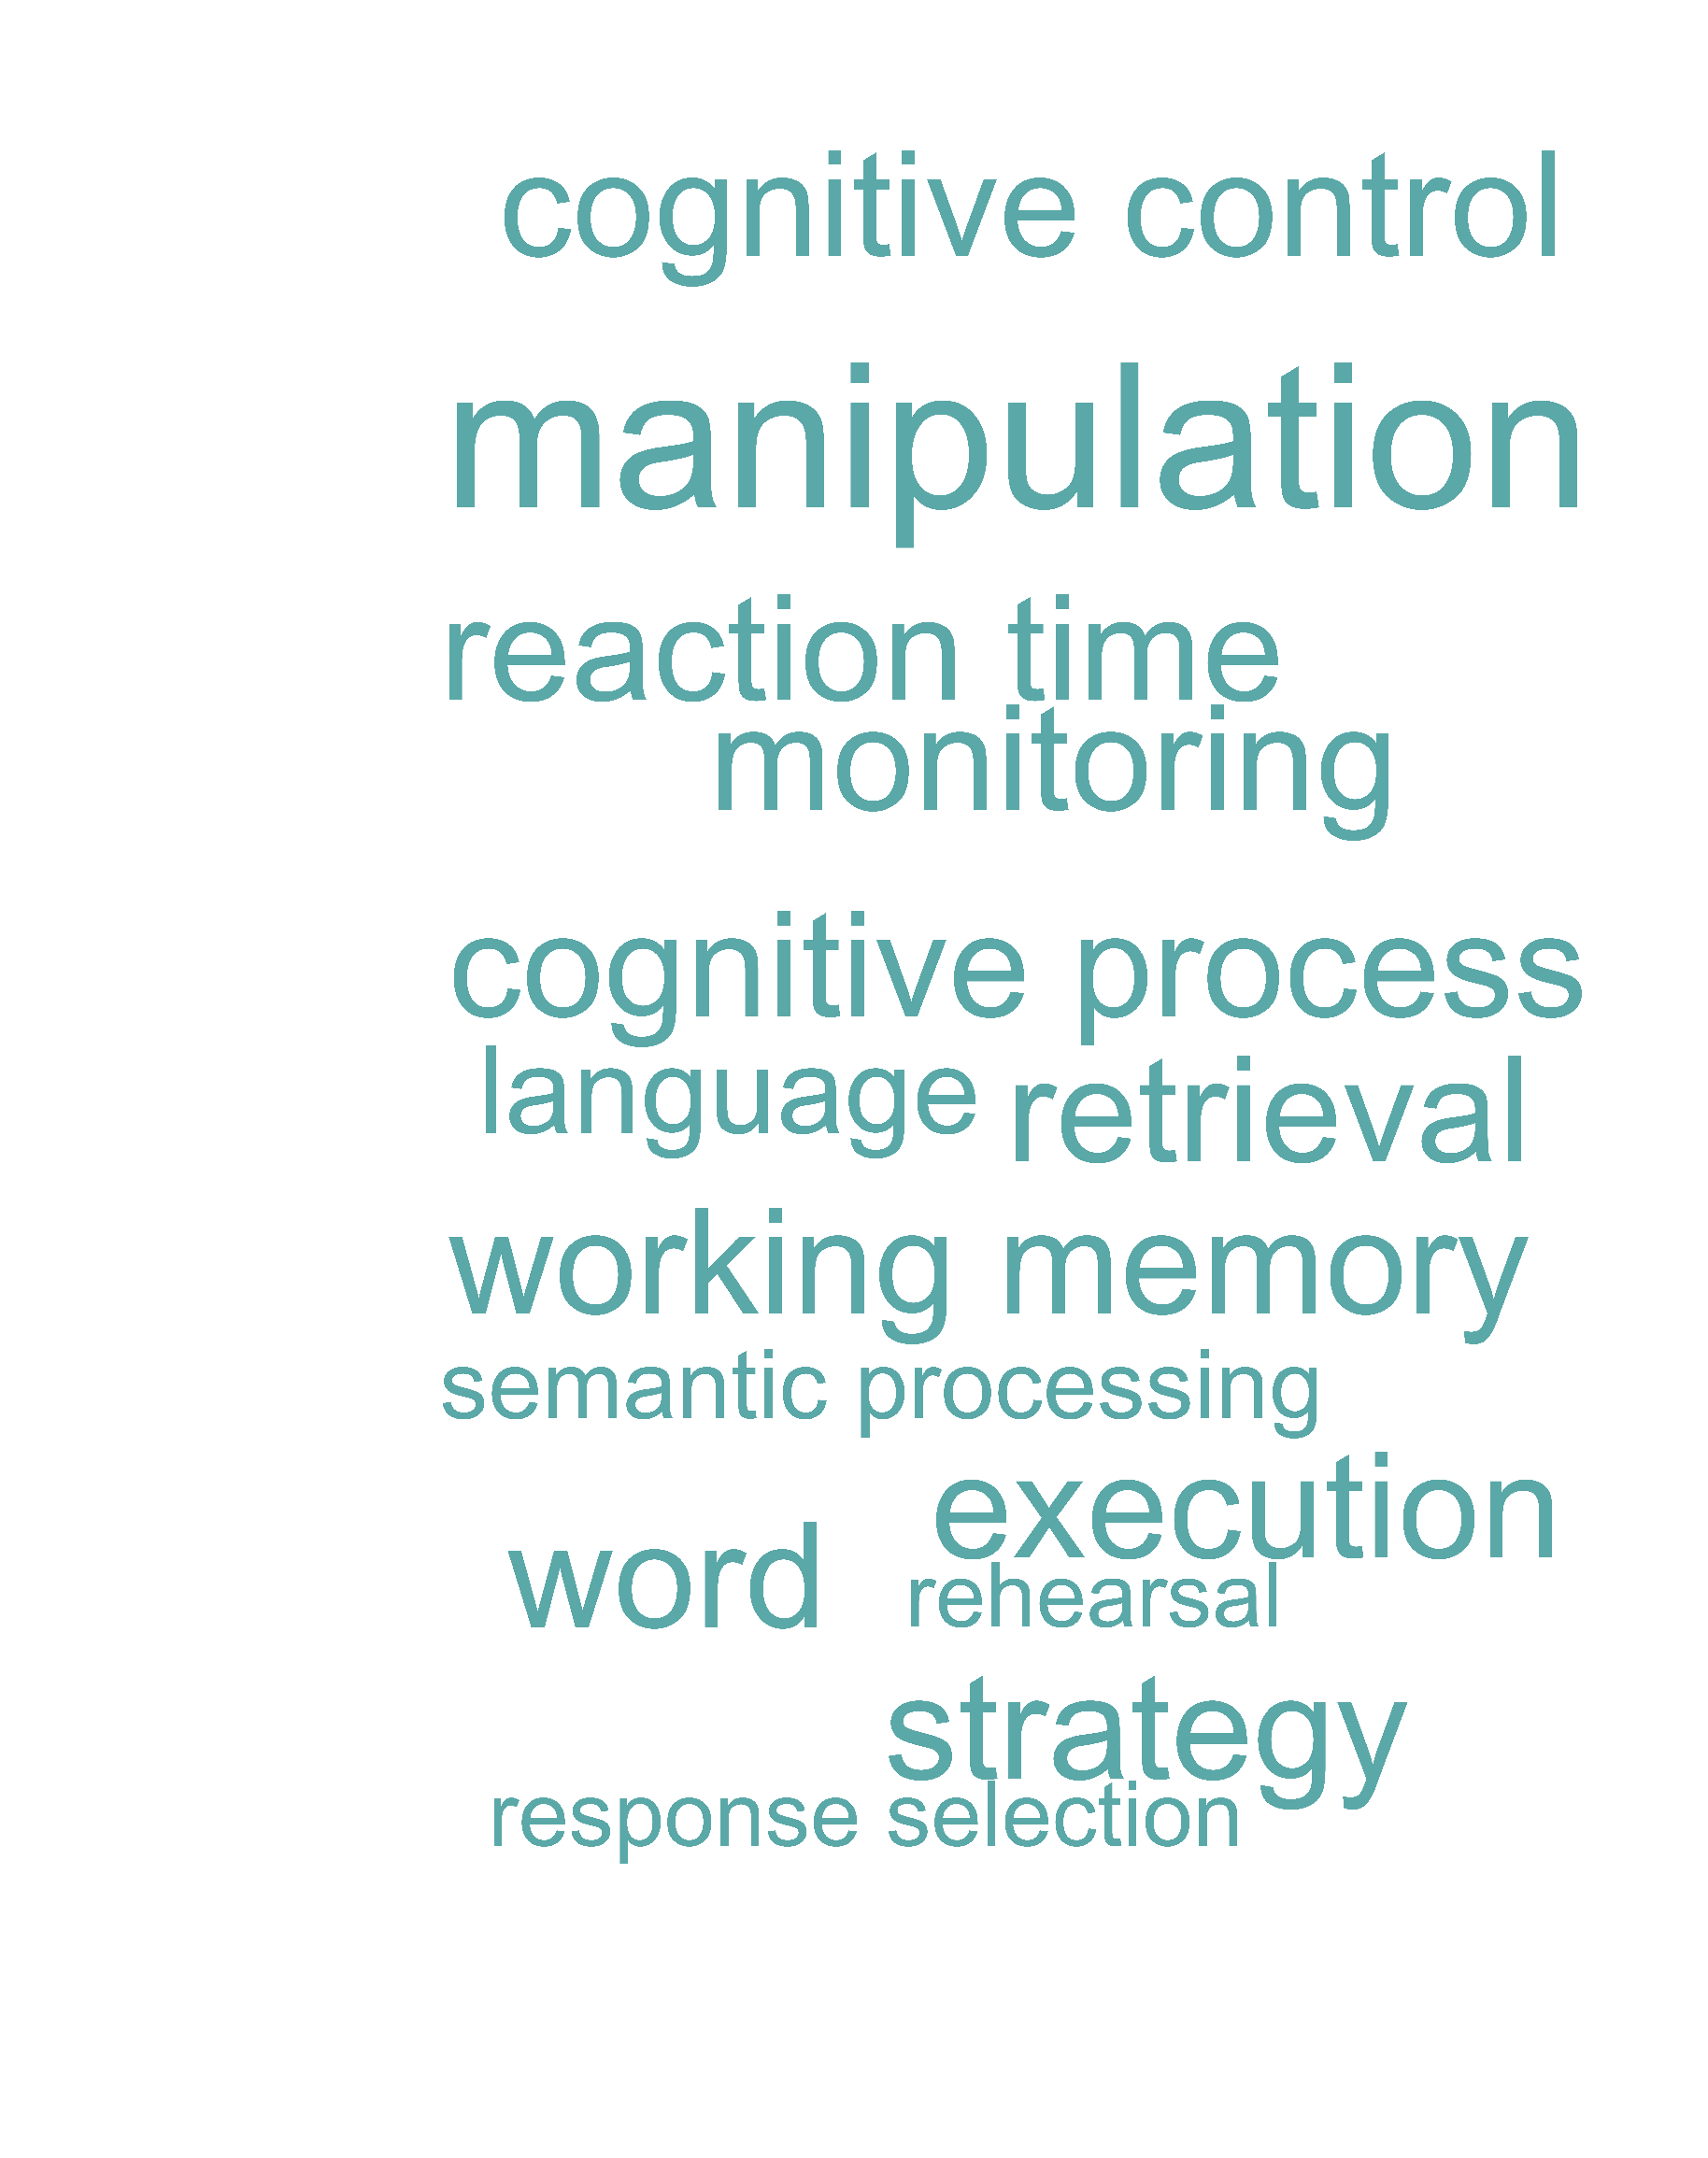 cognitive control
manipulation
reaction time
monitoring
cognitive process
language retrieval
working memory
semantic processing
execution
word
rehearsal
strategy
response selection